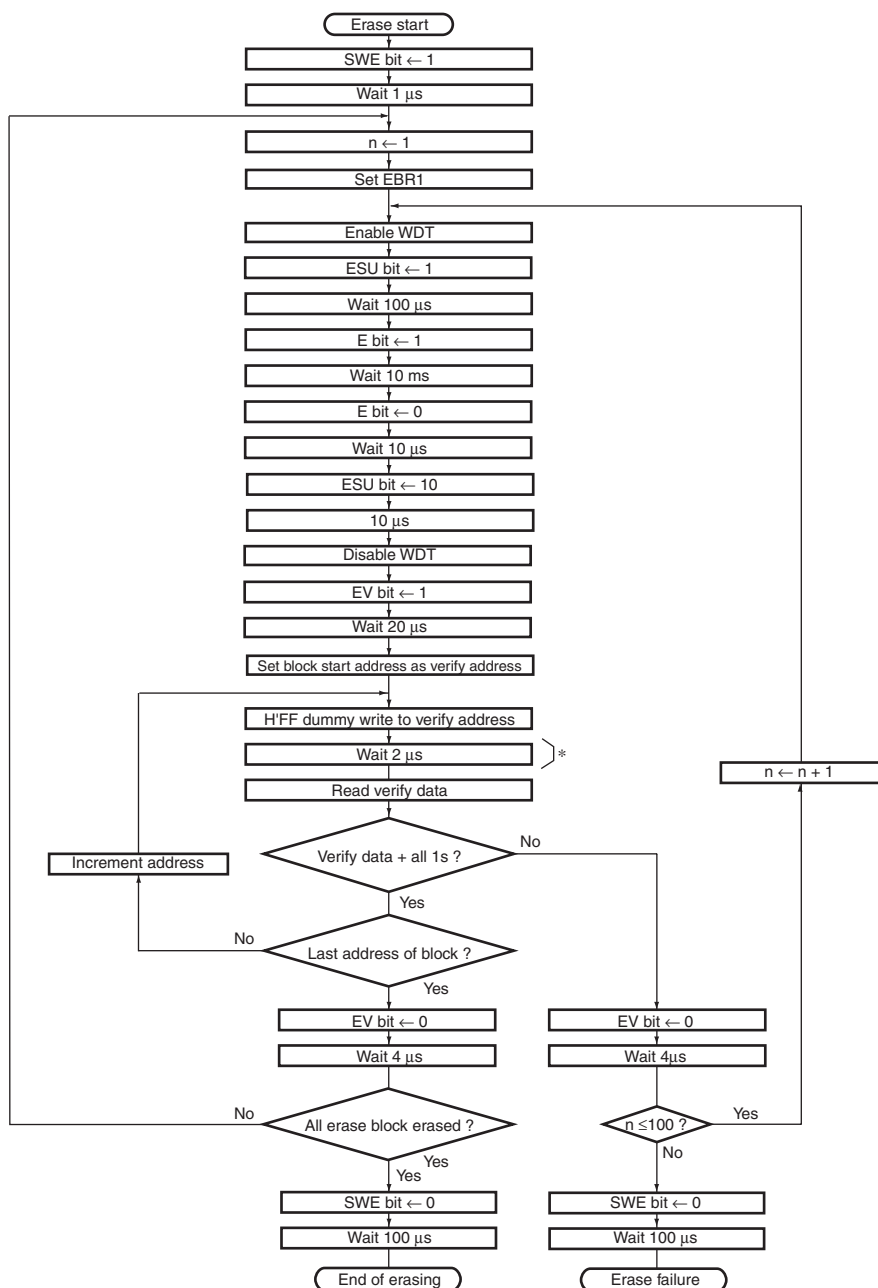 Erase start
SWE bit ← 1
Wait 1 μs
n ← 1
Set EBR1
Enable WDT
ESU bit ← 1
Wait 100 μs
E bit ← 1
Wait 10 ms
E bit ← 0
Wait 10 μs
ESU bit ← 10
10 μs
Disable WDT
EV bit ← 1
Wait 20 μs
Set block start address as verify address
H'FF dummy write to verify address
Wait 2 μs
*
n ← n + 1
Read verify data
Verify data + all 1s ?
No
Increment address
Yes
No
Last address of block ?
Yes
EV bit ← 0
EV bit ← 0
Wait 4 μs
Wait 4μs
No
All erase block erased ?
n ≤100 ?
Yes
Yes
Yes
No
SWE bit ← 0
SWE bit ← 0
Wait 100 μs
Wait 100 μs
End of erasing
Erase failure